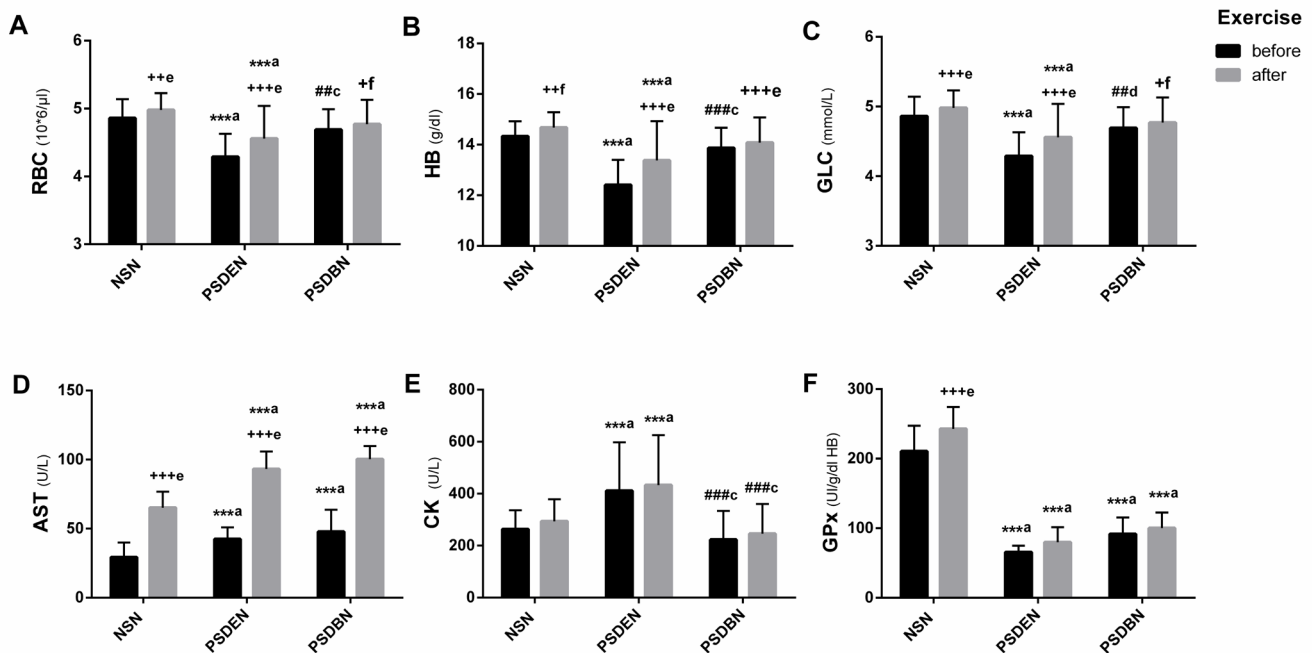 Exercise
before
after
A
RBC (10*6/µl)
6
5
4
3
++e
***a
***a
+++e
##c
+f
NSN
PSDEN
PSDBN
B
HB (g/dl)
18
16
14
12
10
++f
***a
***a
+++e
###c
+++e
NSN
PSDEN
PSDBN
C
GLC (mmol/L)
6
5
4
3
+++e
***a
***a
+++e
##d
+f
NSN
PSDEN
PSDBN
D
AST (U/L)
150
100
50
0
+++e
***a
***a
+++e
***a
***a
+++e
NSN
PSDEN
PSDBN
E
CK (U/L)
800
600
400
200
0
***a
***a
###c
###c
NSN
PSDEN
PSDBN
F
GPx (UI/g/dl HB)
300
200
100
0
+++e
***a
***a
***a
***a
NSN
PSDEN
PSDBN